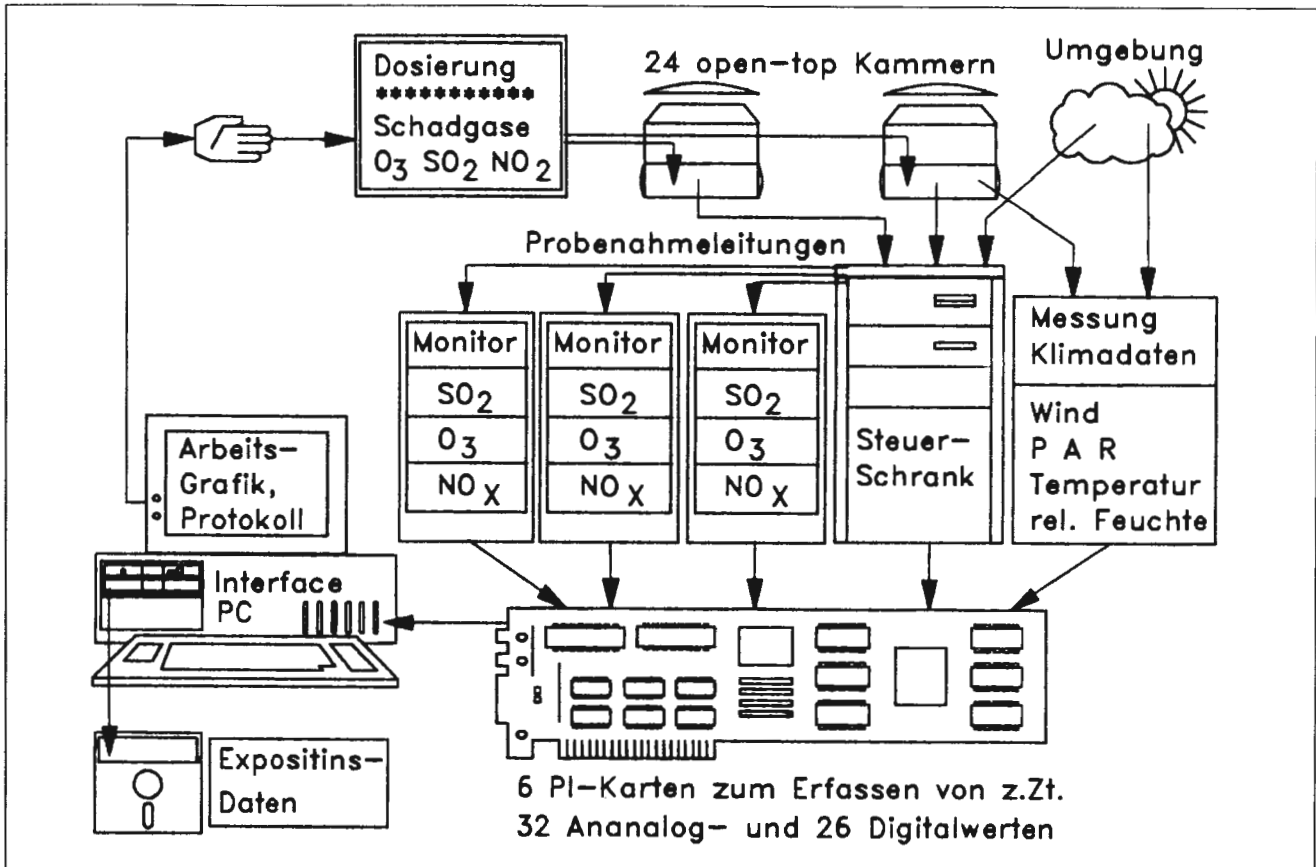 Dosierung
***********
Schadgase
O3 SO2 NO2
24 open-top Kammern
Umgebung
Probenahmeleitungen
Monitor
SO2
O3
NOX
Monitor
SO2
O3
NOX
Monitor
SO2
O3
NOX
Steuer-
Schrank
Messung
Klimadaten
Wind
P A R
Temperatur
rel. Feuchte
Arbeits-
Grafik,
Protokoll
Interface
PC
Expositins-
Daten
6 PI-Karten zum Erfassen von z.Zt.
32 Ananalog- und 26 Digitalwerten